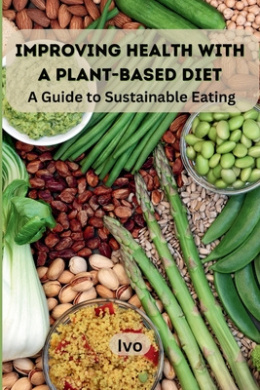 IMPROVING HEALTH WITH
A PLANT-BASED DIET
A Guide to Sustainable Eating
Ivo